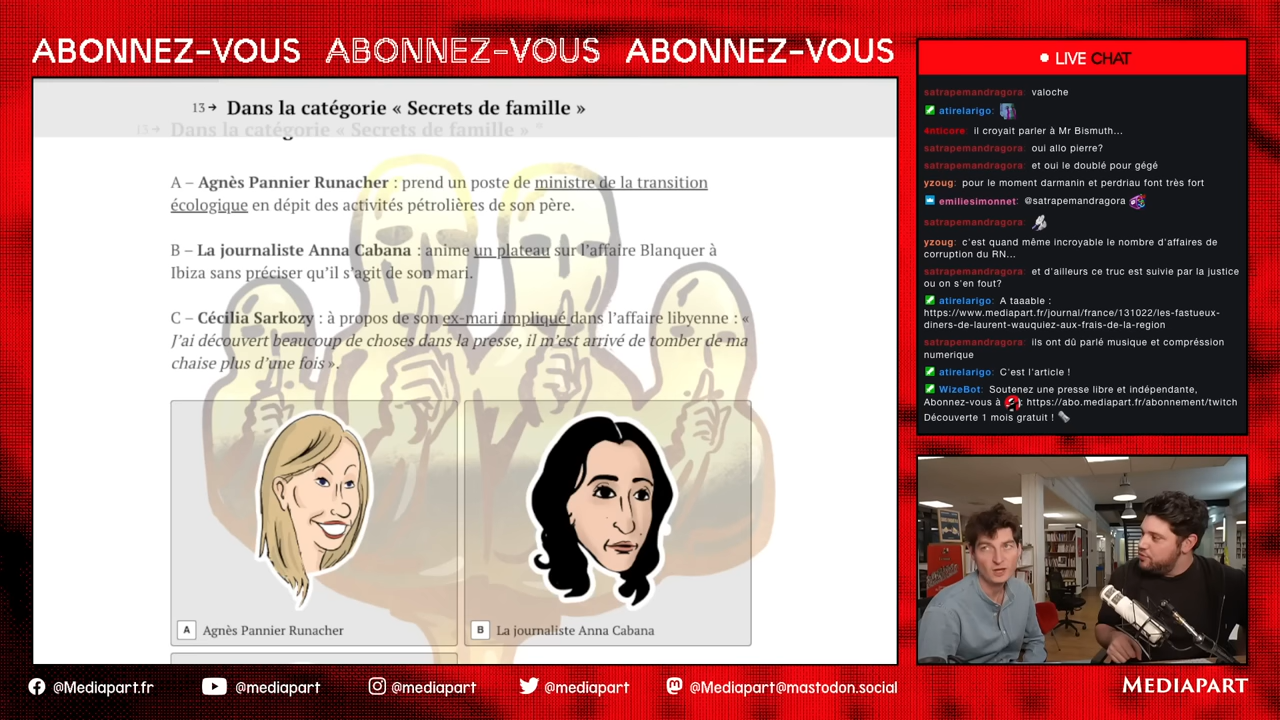 ABONNEZ-VOUS ABONNEZ-VOUS ABONNEZ-VOUS
13→ Dans la catégorie « Secrets de famille »
13→ Dans la catégorie « Secrets de famille »
A – Agnès Pannier Runacher : prend un poste de ministre de la transition
écologique en dépit des activités pétrolières de son père.
B – La journaliste Anna Cabana : anime un plateau sur l'affaire Blanquer à
Ibiza sans préciser qu'il s'agit de son mari.
C – Cécilia Sarkozy : à propos de son ex-mari impliqué dans l'affaire libyenne : «
J'ai découvert beaucoup de choses dans la presse, il m'est arrivé de tomber de ma
chaise plus d'une fois ».
A Agnès Pannier Runacher
B La journaliste Anna Cabana
LIVE CHAT
satrapemandragora: valoche
atirelarigo:
4nticore: il croyait parler à Mr Bismuth...
satrapemandragora: oui allo pierre?
satrapemandragora: et oui le doublé pour gégé
yzoug: pour le moment darmanin et perdriau font très fort
emiliesimonnet: @satrapemandragora
satrapemandragora:
yzoug: c'est quand même incroyable le nombre d'affaires de
corruption du RN...
satrapemandragora: et d'ailleurs ce truc est suivie par la justice
ou on s'en fout?
atirelarigo: A taaable :
https://www.mediapart.fr/journal/france/131022/les-fastueux-
diners-de-laurent-wauquiez-aux-frais-de-la-region
satrapemandragora: ils ont dû parlé musique et compréssion
numerique
atirelarigo: C'est l'article !
WizeBot: Soutenez une presse libre et indépendante,
Abonnez-vous à : https://abo.mediapart.fr/abonnement/twitch
Découverte 1 mois gratuit !
@Mediapart.fr @mediapart @mediapart @mediapart @Mediapart@mastodon.social
MEDIAPART